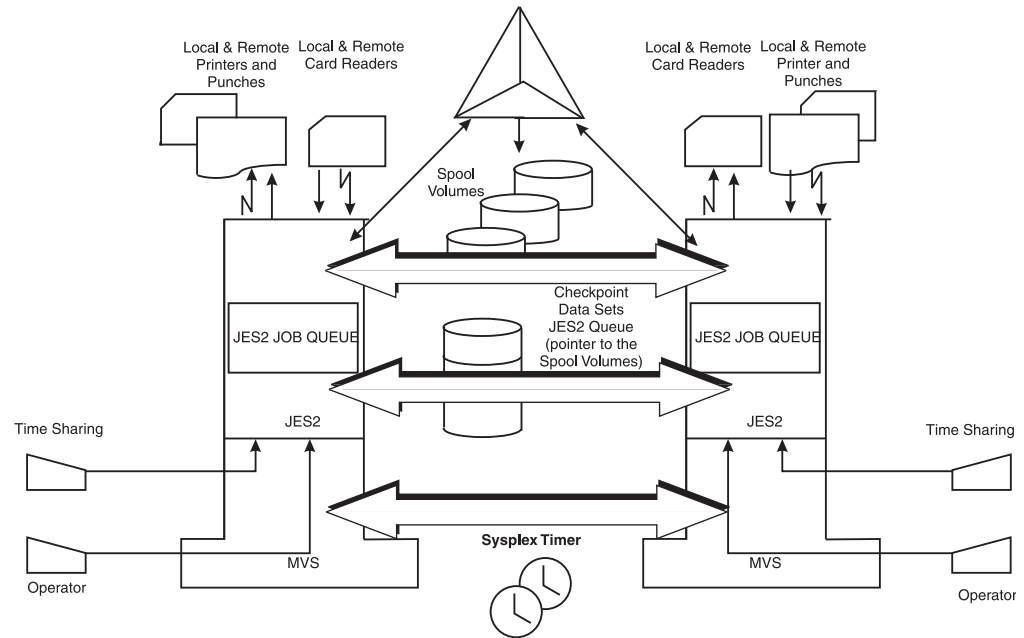 Local & Remote
Printers and
Punches
Local & Remote
Card Readers
Local & Remote
Card Readers
Local & Remote
Printer and
Punches
Spool
Volumes
Checkpoint
Data Sets
JES2 Queue
(pointer to the
Spool Volumes)
JES2 JOB QUEUE
JES2 JOB QUEUE
JES2
JES2
Time Sharing
Time Sharing
Sysplex Timer
MVS
MVS
Operator
Operator